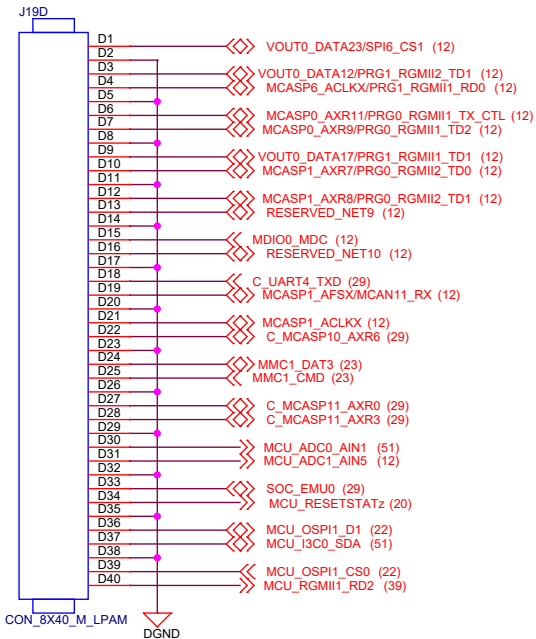 J19D
D1 VOUT0_DATA23/SPI6_CS1 (12)
D2
D3 VOUT0_DATA12/PRG1_RGMII2_TD1 (12)
D4 MCASP6_ACLKX/PRG1_RGMII1_RD0 (12)
D5
D6 MCASP0_AXR11/PRG0_RGMII1_TX_CTL (12)
D7 MCASP0_AXR9/PRG0_RGMII1_TD2 (12)
D8
D9 VOUT0_DATA17/PRG1_RGMII1_TD1 (12)
D10 MCASP1_AXR7/PRG0_RGMII2_TD0 (12)
D11
D12 MCASP1_AXR8/PRG0_RGMII2_TD1 (12)
D13 RESERVED_NET9 (12)
D14
D15 MDIO0_MDC (12)
D16 RESERVED_NET10 (12)
D17
D18 C_UART4_TXD (29)
D19 MCASP1_AFSX/MCAN11_RX (12)
D20
D21 MCASP1_ACLKX (12)
D22 C_MCASP10_AXR6 (29)
D23
D24 MMC1_DAT3 (23)
D25 MMC1_CMD (23)
D26
D27 C_MCASP11_AXR0 (29)
D28 C_MCASP11_AXR3 (29)
D29
D30 MCU_ADC0_AIN1 (51)
D31 MCU_ADC1_AIN5 (12)
D32
D33 SOC_EMU0 (29)
D34 MCU_RESETSTATz (20)
D35
D36 MCU_OSPI1_D1 (22)
D37 MCU_I3C0_SDA (51)
D38
D39 MCU_OSPI1_CS0 (22)
D40 MCU_RGMII1_RD2 (39)
CON_8X40_M_LPAM
DGND